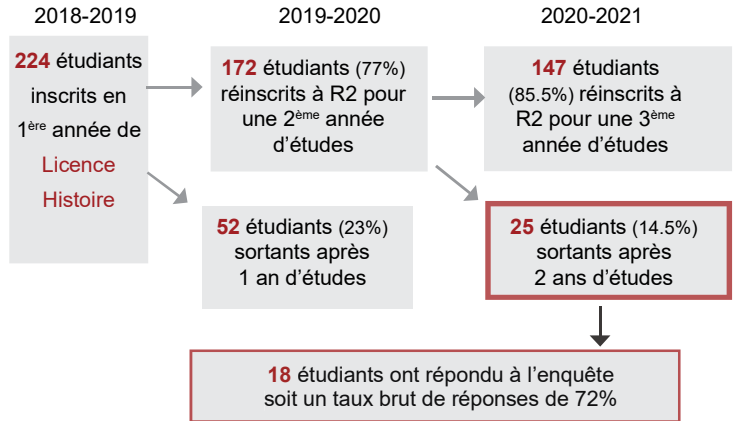 2018-2019
2019-2020
2020-2021
224 étudiants
inscrits en
1ère année de
Licence
Histoire
172 étudiants (77%)
réinscrits à R2 pour
une 2ème année
d'études
147 étudiants
(85.5%) réinscrits à
R2 pour une 3ème
année d'études
52 étudiants (23%)
sortants après
1 an d'études
25 étudiants (14.5%)
sortants après
2 ans d'études
18 étudiants ont répondu à l'enquête
soit un taux brut de réponses de 72%